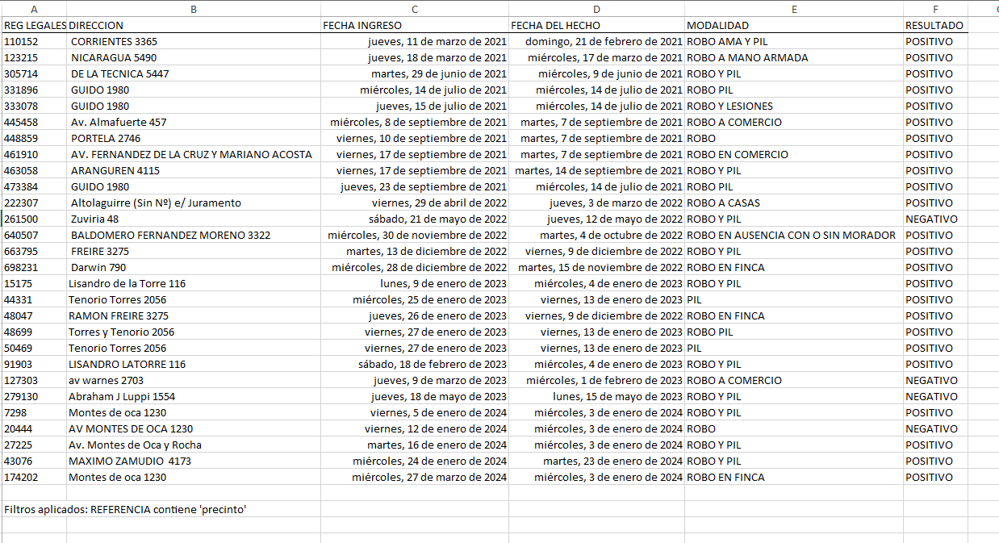 A B C D E F
REG LEGALES DIRECCION FECHA INGRESO FECHA DEL HECHO MODALIDAD RESULTADO
110152 CORRIENTES 3365 jueves, 11 de marzo de 2021 domingo, 21 de febrero de 2021 ROBO AMA Y PIL POSITIVO
123215 NICARAGUA 5490 jueves, 18 de marzo de 2021 miércoles, 17 de marzo de 2021 ROBO A MANO ARMADA POSITIVO
305714 DE LA TECNICA 5447 martes, 29 de junio de 2021 miércoles, 9 de junio de 2021 ROBO Y PIL POSITIVO
331896 GUIDO 1980 miércoles, 14 de julio de 2021 miércoles, 14 de julio de 2021 ROBO PIL POSITIVO
333078 GUIDO 1980 jueves, 15 de julio de 2021 miércoles, 14 de julio de 2021 ROBO Y LESIONES POSITIVO
445458 Av. Almafuerte 457 miércoles, 8 de septiembre de 2021 martes, 7 de septiembre de 2021 ROBO A COMERCIO POSITIVO
448859 PORTELA 2746 viernes, 10 de septiembre de 2021 martes, 7 de septiembre de 2021 ROBO POSITIVO
461910 AV. FERNANDEZ DE LA CRUZ Y MARIANO ACOSTA viernes, 17 de septiembre de 2021 martes, 7 de septiembre de 2021 ROBO EN COMERCIO POSITIVO
463058 ARANGUREN 4115 viernes, 17 de septiembre de 2021 martes, 14 de septiembre de 2021 ROBO Y PIL POSITIVO
473384 GUIDO 1980 jueves, 23 de septiembre de 2021 miércoles, 14 de julio de 2021 ROBO PIL POSITIVO
222307 Altolaguirre (Sin Nº) e/ Juramento viernes, 29 de abril de 2022 jueves, 3 de marzo de 2022 ROBO A CASAS POSITIVO
261500 Zuviria 48 sábado, 21 de mayo de 2022 jueves, 12 de mayo de 2022 ROBO Y PIL NEGATIVO
640507 BALDOMERO FERNANDEZ MORENO 3322 miércoles, 30 de noviembre de 2022 martes, 4 de octubre de 2022 ROBO EN AUSENCIA CON O SIN MORADOR POSITIVO
663795 FREIRE 3275 martes, 13 de diciembre de 2022 viernes, 9 de diciembre de 2022 ROBO Y PIL POSITIVO
698231 Darwin 790 miércoles, 28 de diciembre de 2022 martes, 15 de noviembre de 2022 ROBO EN FINCA POSITIVO
15175 Lisandro de la Torre 116 lunes, 9 de enero de 2023 miércoles, 4 de enero de 2023 ROBO Y PIL POSITIVO
44331 Tenorio Torres 2056 miércoles, 25 de enero de 2023 viernes, 13 de enero de 2023 PIL POSITIVO
48047 RAMON FREIRE 3275 jueves, 26 de enero de 2023 viernes, 9 de diciembre de 2022 ROBO EN FINCA POSITIVO
48699 Torres y Tenorio 2056 viernes, 27 de enero de 2023 viernes, 13 de enero de 2023 ROBO PIL POSITIVO
50469 Tenorio Torres 2056 viernes, 27 de enero de 2023 viernes, 13 de enero de 2023 PIL POSITIVO
91903 LISANDRO LATORRE 116 sábado, 18 de febrero de 2023 miércoles, 4 de enero de 2023 ROBO Y PIL POSITIVO
127303 av warnes 2703 jueves, 9 de marzo de 2023 miércoles, 1 de febrero de 2023 ROBO A COMERCIO NEGATIVO
279130 Abraham J Luppi 1554 jueves, 18 de mayo de 2023 lunes, 15 de mayo de 2023 ROBO Y PIL NEGATIVO
7298 Montes de oca 1230 viernes, 5 de enero de 2024 miércoles, 3 de enero de 2024 ROBO Y PIL POSITIVO
20444 AV MONTES DE OCA 1230 viernes, 12 de enero de 2024 miércoles, 3 de enero de 2024 ROBO NEGATIVO
27225 Av. Montes de Oca y Rocha martes, 16 de enero de 2024 miércoles, 3 de enero de 2024 ROBO Y PIL POSITIVO
43076 MAXIMO ZAMUDIO 4173 miércoles, 24 de enero de 2024 martes, 23 de enero de 2024 ROBO Y PIL POSITIVO
174202 Montes de oca 1230 miércoles, 27 de marzo de 2024 miércoles, 3 de enero de 2024 ROBO EN FINCA POSITIVO
Filtros aplicados: REFERENCIA contiene 'precinto'